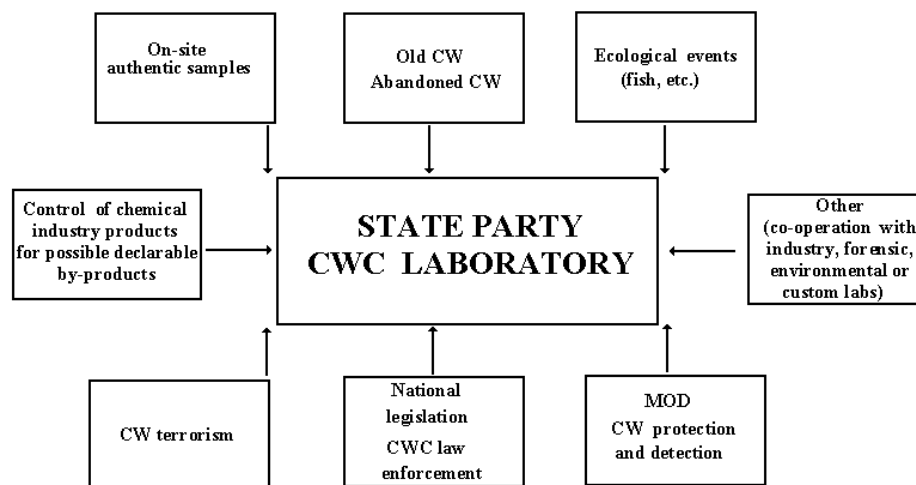 On-site
authentic samples
Old CW
Abandoned CW
Ecological events
(fish, etc.)
Control of chemical
industry products
for possible declarable
by-products
STATE PARTY
CWC LABORATORY
Other
(co-operation with
industry, forensic,
environmental or
custom labs)
CW terrorism
National
legislation
CWC law
enforcement
MOD
CW protection
and detection